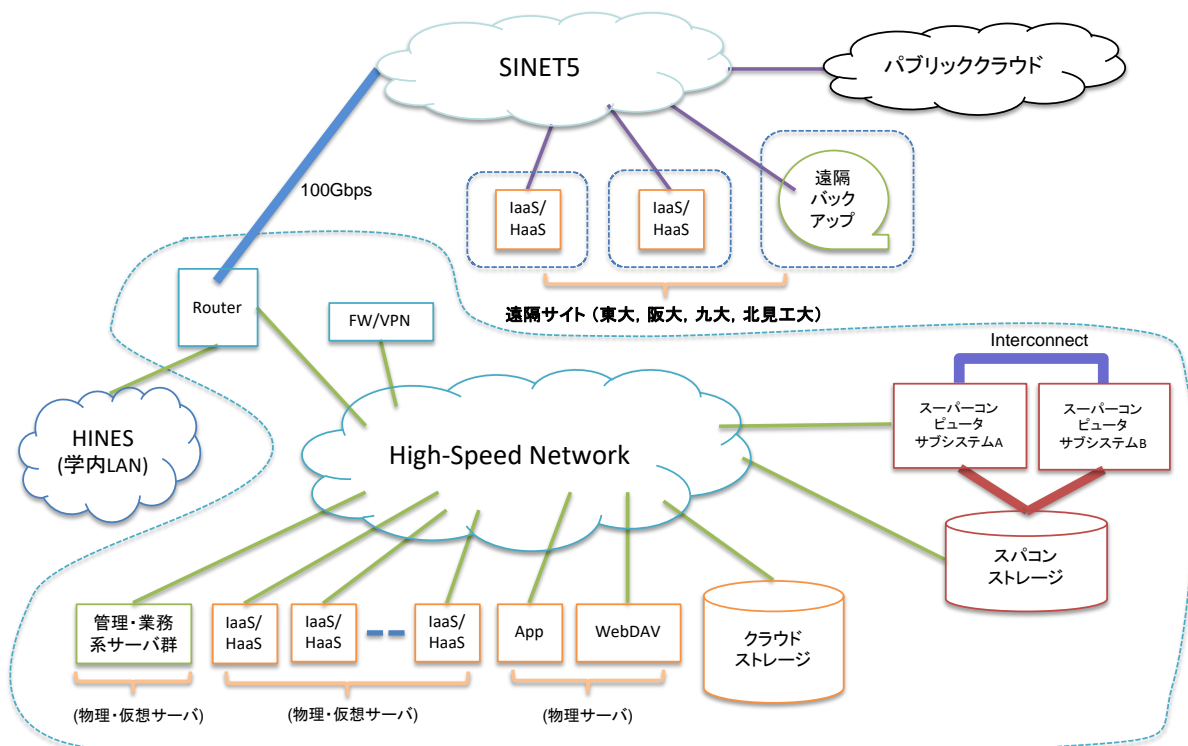 SINET5
パブリッククラウド
100Gbps
IaaS/
HaaS
IaaS/
HaaS
遠隔
バック
アップ
遠隔サイト（東大，阪大，九大，北見工大）
Router
FW/VPN
Interconnect
HINES
(学内LAN)
High-Speed Network
スーパーコン
ピュータ
サブシステムA
スーパーコン
ピュータ
サブシステムB
スパコン
ストレージ
管理・業務
系サーバ群
IaaS/
HaaS
IaaS/
HaaS
IaaS/
HaaS
App
WebDAV
クラウド
ストレージ
(物理・仮想サーバ)
(物理・仮想サーバ)
(物理サーバ)